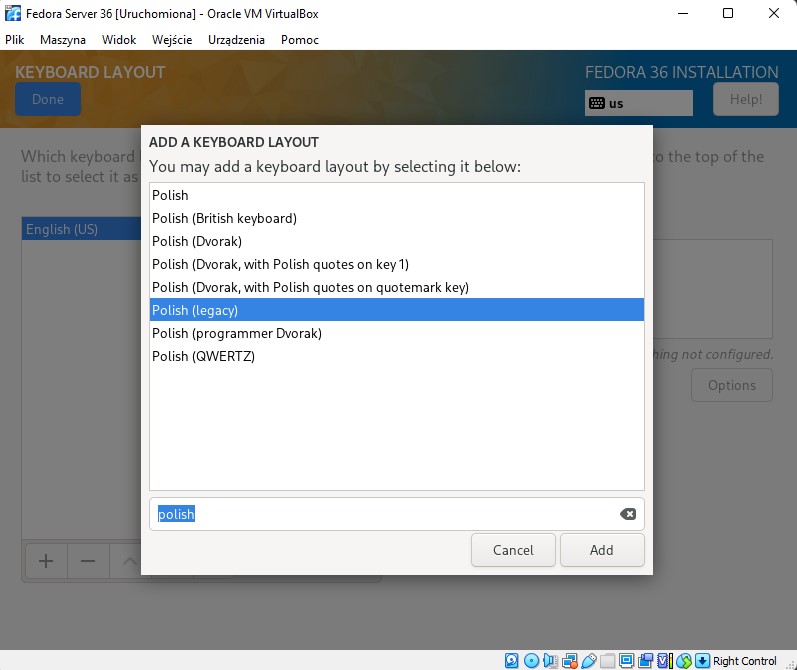 Fedora Server 36 [Uruchomiona] - Oracle VM VirtualBox
Plik Maszyna Widok Wejście Urządzenia Pomoc
KEYBOARD LAYOUT
FEDORA 36 INSTALLATION
Done
us
Help!
Which keyboard
o the top of the
list to select it as
English (US)
ADD A KEYBOARD LAYOUT
You may add a keyboard layout by selecting it below:
Polish
Polish (British keyboard)
Polish (Dvorak)
Polish (Dvorak, with Polish quotes on key 1)
Polish (Dvorak, with Polish quotes on quotemark key)
Polish (legacy)
Polish (programmer Dvorak)
Polish (QWERTZ)
hing not configured.
Options
polish
Cancel
Add
Right Control